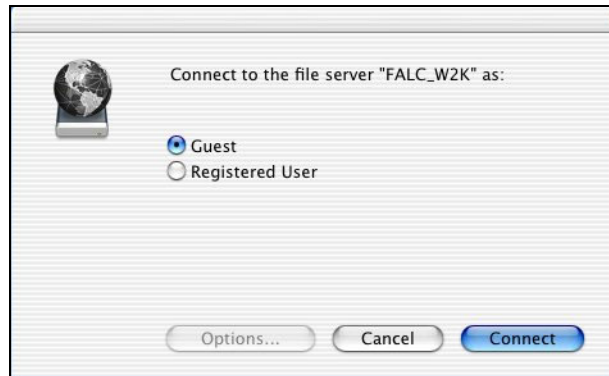 Connect to the file server "FALC_W2K" as:
Guest
Registered User
Options...
Cancel
Connect